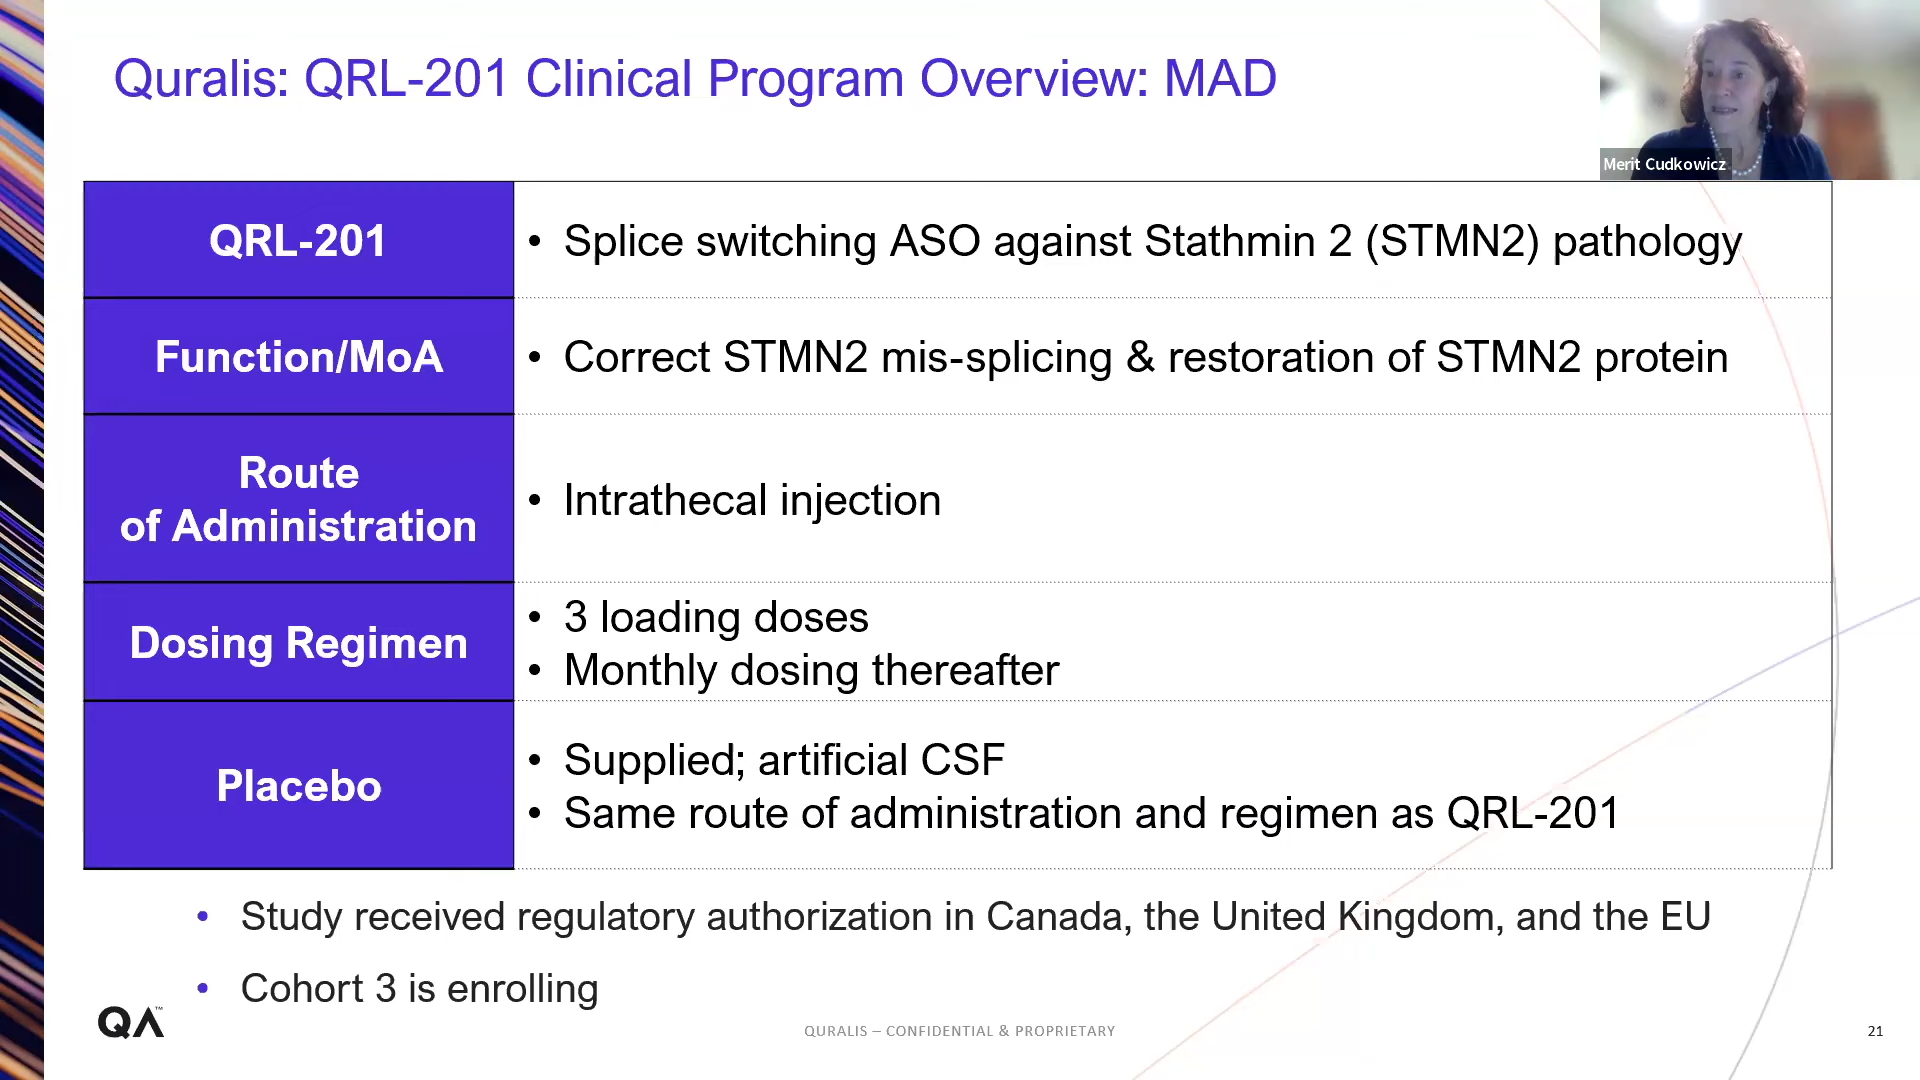 Quralis: QRL-201 Clinical Program Overview: MAD
Merit Cudkowicz
QRL-201
• Splice switching ASO against Stathmin 2 (STMN2) pathology
Function/MoA
• Correct STMN2 mis-splicing & restoration of STMN2 protein
Route
of Administration
• Intrathecal injection
Dosing Regimen
• 3 loading doses
• Monthly dosing thereafter
Placebo
• Supplied; artificial CSF
• Same route of administration and regimen as QRL-201
• Study received regulatory authorization in Canada, the United Kingdom, and the EU
• Cohort 3 is enrolling
QA™
QURALIS – CONFIDENTIAL & PROPRIETARY
21